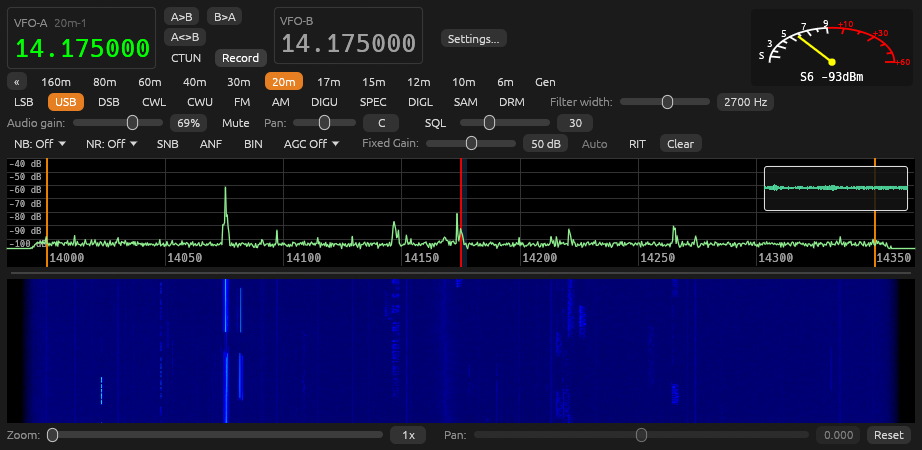 VFO-A 20m-1
14.175000
A>B B>A
A<>B
CTUN Record
VFO-B
14.175000
Settings...
S 3 5 7 9 +10 +30 +60
S6 -93dBm
« 160m 80m 60m 40m 30m 20m 17m 15m 12m 10m 6m Gen
LSB USB DSB CWL CWU FM AM DIGU SPEC DIGL SAM DRM Filter width: 2700 Hz
Audio gain: 69% Mute Pan: C SQL 30
NB: Off NR: Off SNB ANF BIN AGC Off Fixed Gain: 50 dB Auto RIT Clear
-40 dB
-50 dB
-60 dB
-70 dB
-80 dB
-90 dB
-100 dB
14000 14050 14100 14150 14200 14250 14300 14350
Zoom: 1x Pan: 0.000 Reset